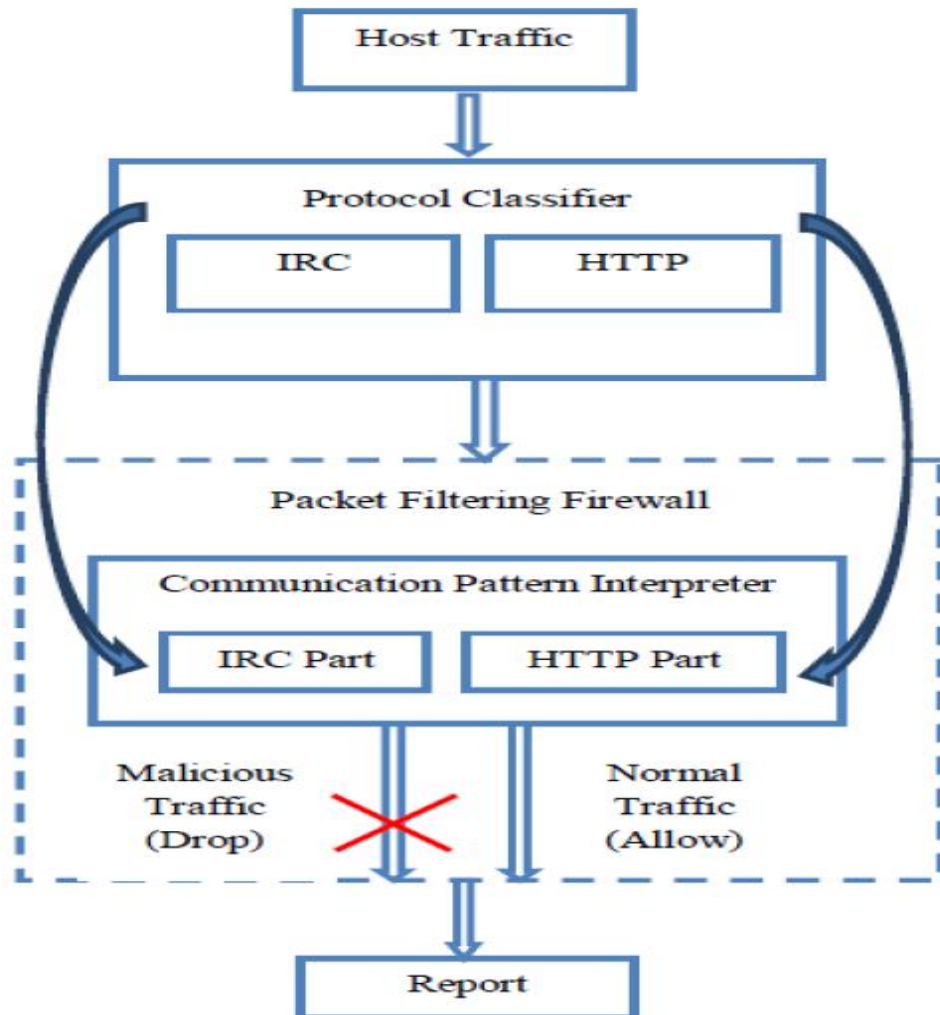 Host Traffic
Protocol Classifier
IRC
HTTP
Packet Filtering Firewall
Communication Pattern Interpreter
IRC Part
HTTP Part
Malicious
Traffic
(Drop)
Normal
Traffic
(Allow)
Report